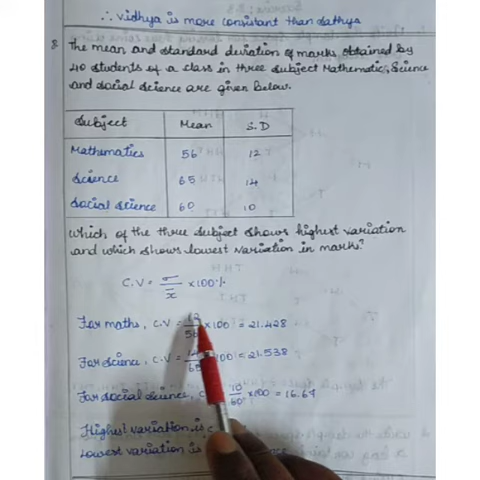 ∴ Vidhya is more consistant than Sathya
8 The mean and standard deviation of marks obtained by
40 students of a class in three subject Mathematic, Science
and social science are given below.
Subject Mean S.D
Mathematics 56 12
Science 65 14
Social Science 60 10
Which of the three subject shows highest variation
and which shows lowest variation in marks?
C.V = σ/x̄ × 100%
For maths, C.V = 12/56 × 100 = 21.428
For science, C.V = 65 100 = 21.538
For social science, C 10/60 × 100 = 16.67
Highest variation is
Lowest variation is